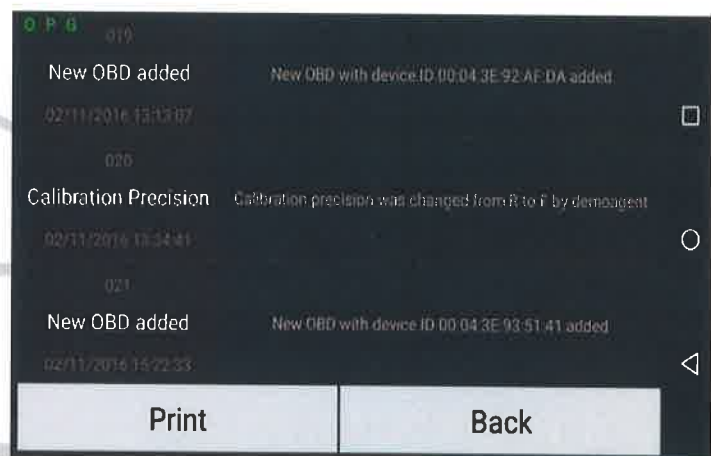 O P G
019
New OBD added
New OBD with device ID 00:04:3E:92:AF:DA added
02/11/2016 13:13:07
020
Calibration Precision
Calibration precision was changed from R to F by demoagent
02/11/2016 13:34:41
021
New OBD added
New OBD with device ID 00:04:3E:93:51:41 added
02/11/2016 15:22:33
Print
Back